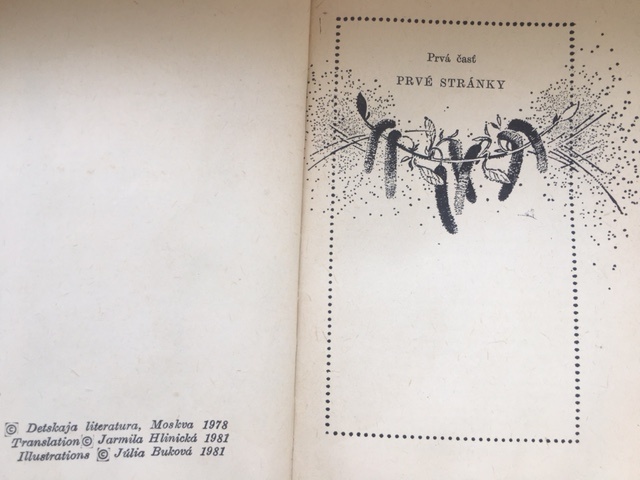 © Detskaja literatura, Moskva 1978
Translation © Jarmila Hlinická 1981
Illustrations © Júlia Buková 1981
Prvá časť
PRVÉ STRÁNKY